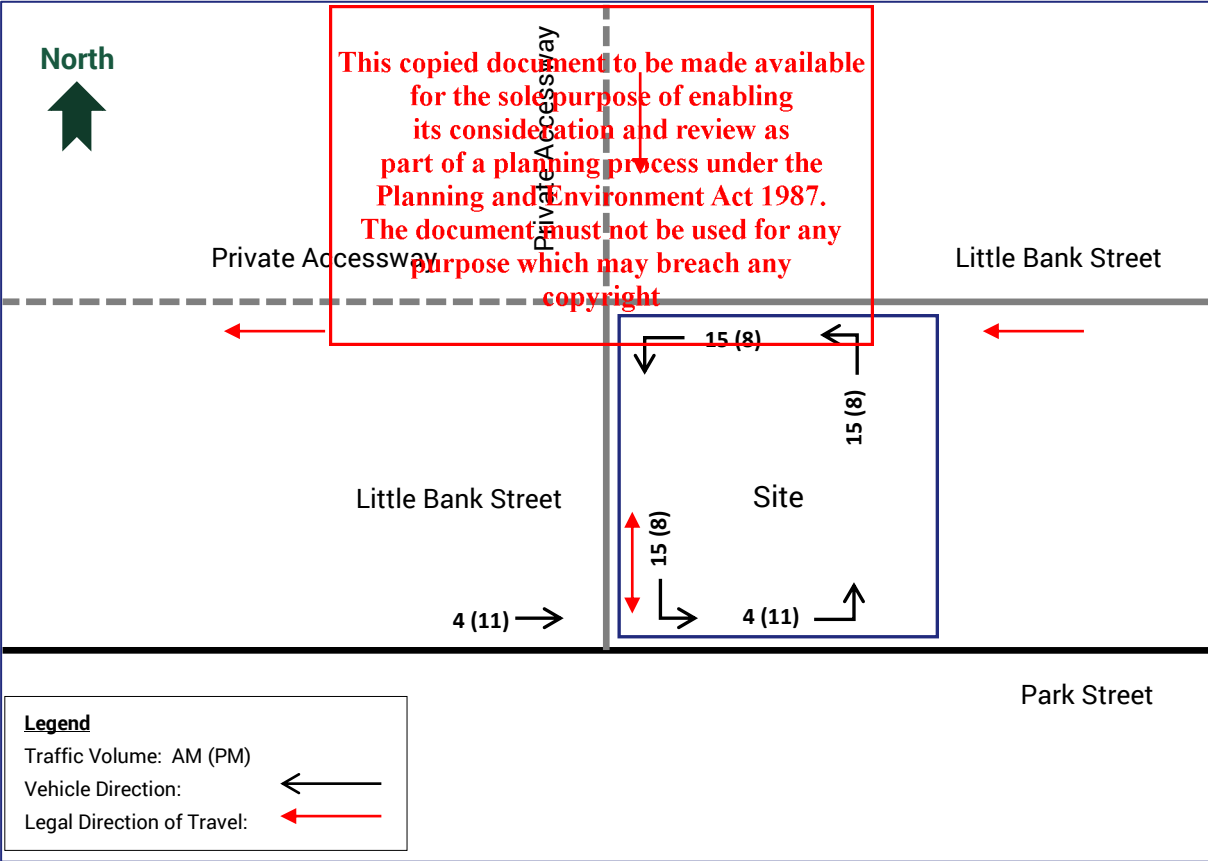 North
This copied document to be made available
for the sole purpose of enabling
its consideration and review as
part of a planning process under the
Planning and Environment Act 1987.
The document must not be used for any
purpose which may breach any
copyright
Private Accessway
Private Accessway
Little Bank Street
15 (8)
15 (8)
Little Bank Street
Site
15 (8)
4 (11)
4 (11)
Park Street
Legend
Traffic Volume: AM (PM)
Vehicle Direction:
Legal Direction of Travel: